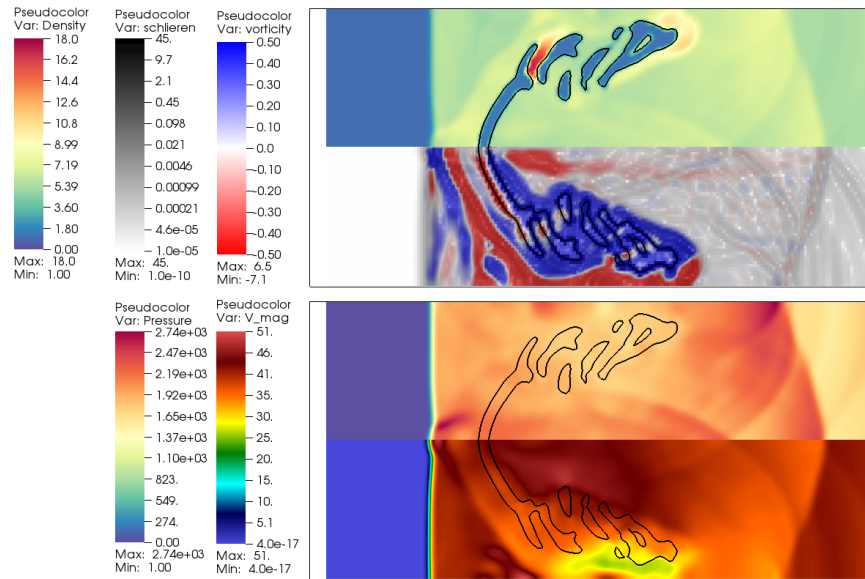 Pseudocolor
Var: Density
18.0
16.2
14.4
12.6
10.8
8.99
7.19
5.39
3.60
1.80
0.00
Max: 18.0
Min: 1.00
Pseudocolor
Var: schlieren
45.
9.7
2.1
0.45
0.098
0.021
0.0046
0.00099
0.00021
4.6e-05
1.0e-05
Max: 45.
Min: 1.0e-10
Pseudocolor
Var: vorticity
0.50
0.40
0.30
0.20
0.10
0.0
-0.10
-0.20
-0.30
-0.40
-0.50
Max: 6.5
Min: -7.1
Pseudocolor
Var: Pressure
2.74e+03
2.47e+03
2.19e+03
1.92e+03
1.65e+03
1.37e+03
1.10e+03
823.
549.
274.
0.00
Max: 2.74e+03
Min: 1.00
Pseudocolor
Var: V_mag
51.
46.
41.
35.
30.
25.
20.
15.
10.
5.1
4.0e-17
Max: 51.
Min: 4.0e-17